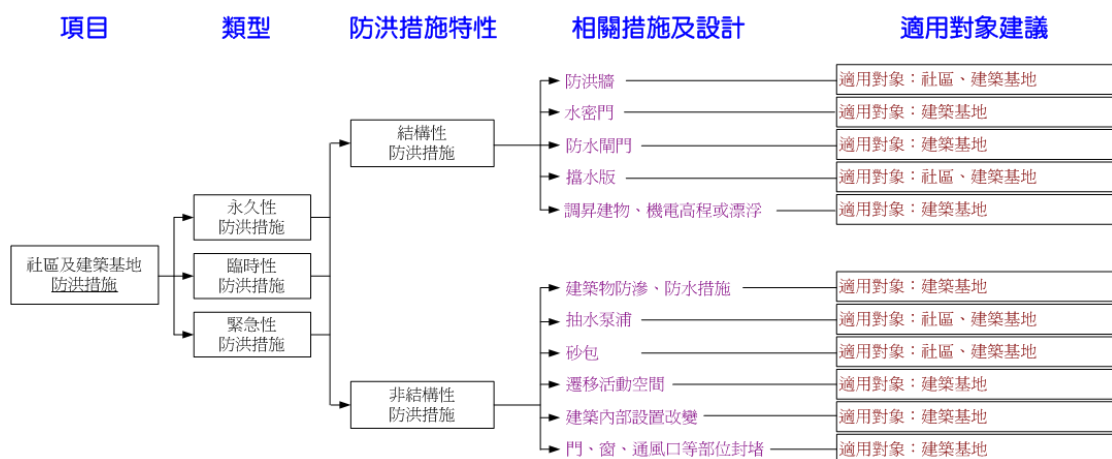 項目
類型
防洪措施特性
相關措施及設計
適用對象建議
社區及建築基地
防洪措施
永久性
防洪措施
臨時性
防洪措施
緊急性
防洪措施
結構性
防洪措施
防洪牆
適用對象：社區、建築基地
水密門
適用對象：建築基地
防水閘門
適用對象：建築基地
擋水版
適用對象：社區、建築基地
調昇建物、機電高程或漂浮
適用對象：建築基地
非結構性
防洪措施
建築物防滲、防水措施
適用對象：建築基地
抽水泵浦
適用對象：社區、建築基地
砂包
適用對象：社區、建築基地
遷移活動空間
適用對象：建築基地
建築內部設置改變
適用對象：建築基地
門、窗、通風口等部位封堵
適用對象：建築基地